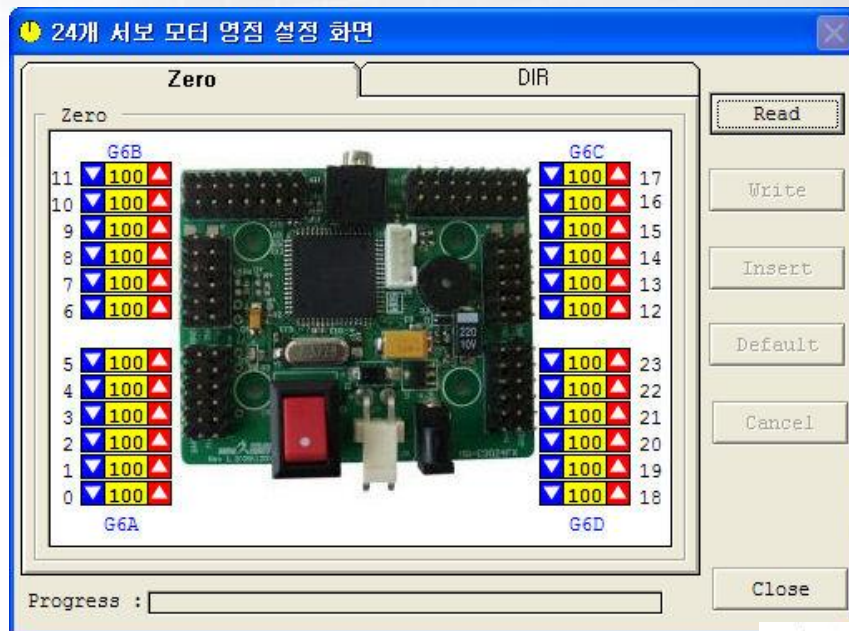 24개 서보 모터 영점 설정 화면
Zero
DIR
Zero
Read
Write
Insert
Default
Cancel
Close
G6B
11 100
10 100
9 100
8 100
7 100
6 100
5 100
4 100
3 100
2 100
1 100
0 100
G6A
G6C
100 17
100 16
100 15
100 14
100 13
100 12
100 23
100 22
100 21
100 20
100 19
100 18
G6D
220
10V
Progress :